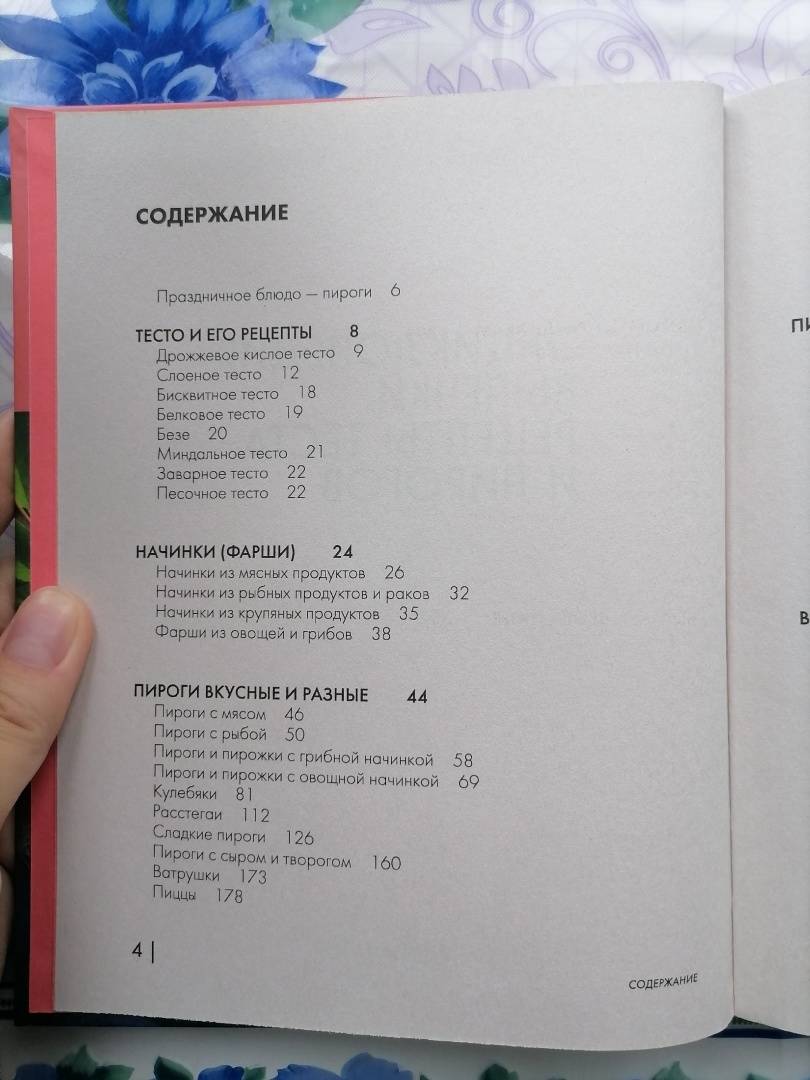 СОДЕРЖАНИЕ
Праздничное блюдо — пироги 6
ТЕСТО И ЕГО РЕЦЕПТЫ 8
Дрожжевое кислое тесто 9
Слоеное тесто 12
Бисквитное тесто 18
Белковое тесто 19
Безе 20
Миндальное тесто 21
Заварное тесто 22
Песочное тесто 22
НАЧИНКИ (ФАРШИ) 24
Начинки из мясных продуктов 26
Начинки из рыбных продуктов и раков 32
Начинки из крупяных продуктов 35
Фарши из овощей и грибов 38
ПИРОГИ ВКУСНЫЕ И РАЗНЫЕ 44
Пироги с мясом 46
Пироги с рыбой 50
Пироги и пирожки с грибной начинкой 58
Пироги и пирожки с овощной начинкой 69
Кулебяки 81
Расстегаи 112
Сладкие пироги 126
Пироги с сыром и творогом 160
Ватрушки 173
Пиццы 178
4 |
СОДЕРЖАНИЕ